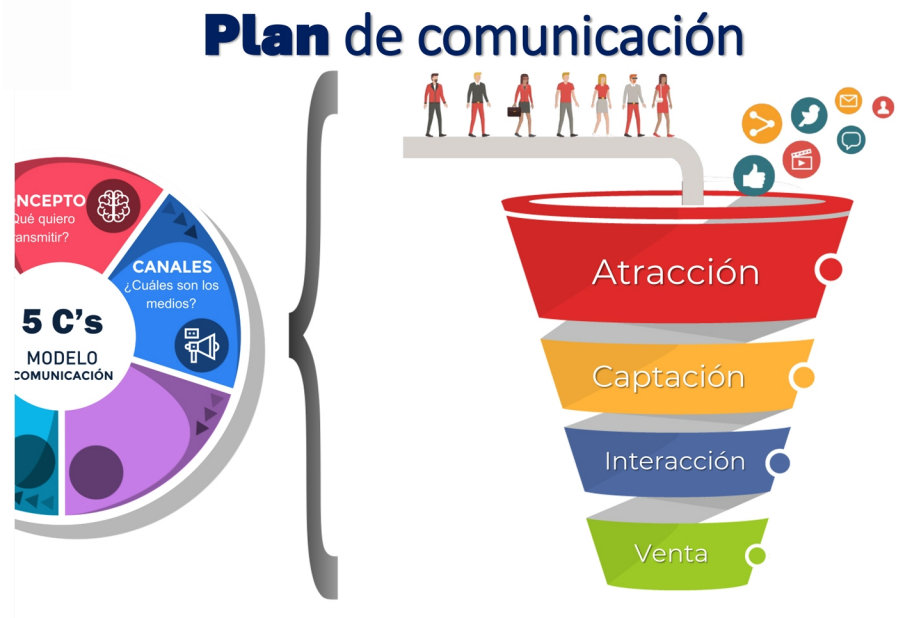 Plan de comunicación
NCEPTO
Qué quiero
ansmitir?
CANALES
¿Cuáles son los
medios?
5 C's
MODELO
COMUNICACIÓN
Atracción
Captación
Interacción
Venta